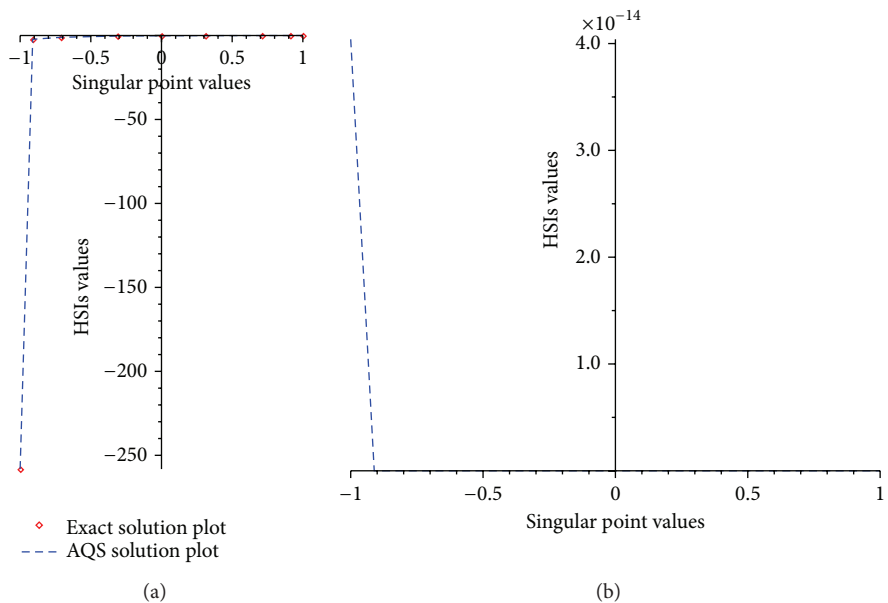 −1
−0.5
0
0.5
1
Singular point values
−50
−100
−150
−200
−250
HSIs values
Exact solution plot
AQS solution plot
(a)
×10−14
4.0
3.0
2.0
1.0
HSIs values
−1
−0.5
0
0.5
1
Singular point values
(b)